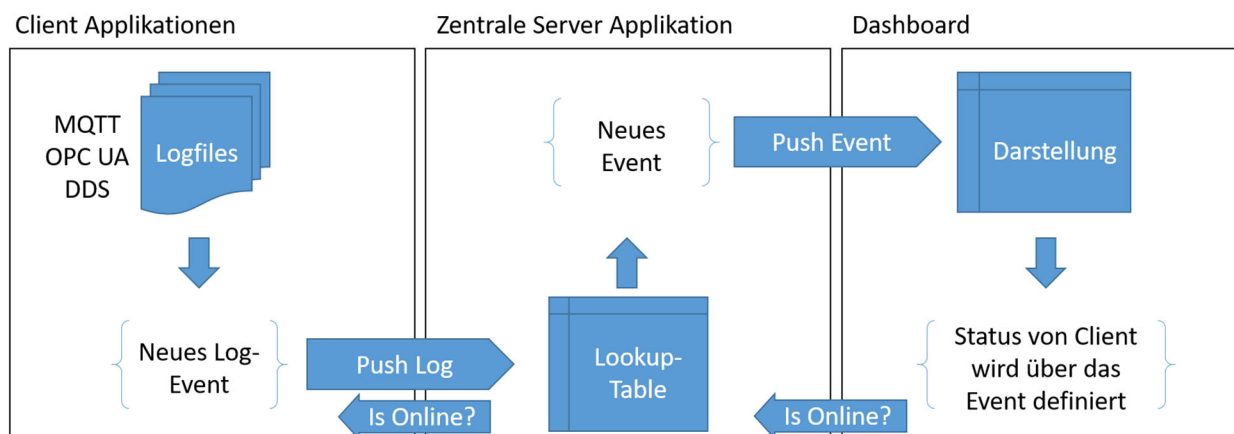 Client Applikationen
MQTT
OPC UA
DDS
Logfiles
Neues Log-
Event
Push Log
Is Online?
Zentrale Server Applikation
Neues
Event
Push Event
Lookup-
Table
Is Online?
Dashboard
Darstellung
Status von Client
wird über das
Event definiert